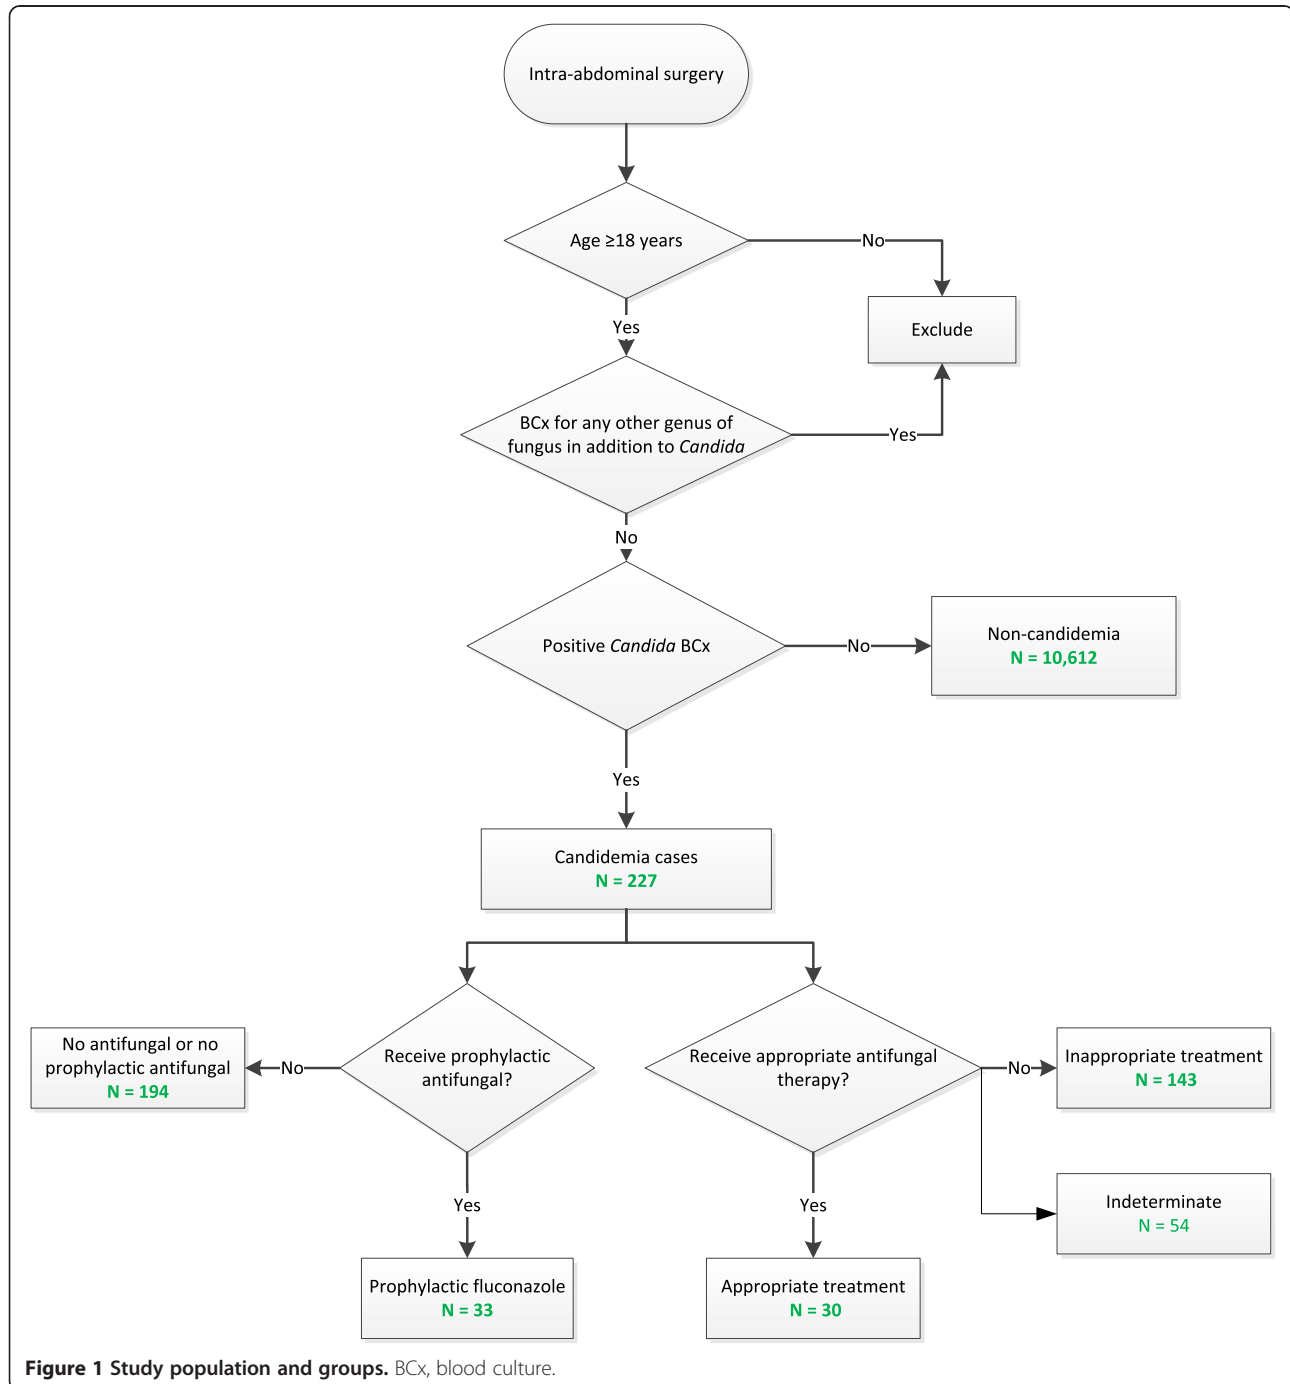 Intra-abdominal surgery
Age ≥18 years
No
Exclude
Yes
BCx for any other genus of
fungus in addition to Candida
Yes
No
Positive Candida BCx
No
Non-candidemia
N = 10,612
Yes
Candidemia cases
N = 227
No antifungal or no
prophylactic antifungal
N = 194
No
Receive prophylactic
antifungal?
Receive appropriate antifungal
therapy?
No
Inappropriate treatment
N = 143
Yes
Yes
Indeterminate
N = 54
Prophylactic fluconazole
N = 33
Appropriate treatment
N = 30
Figure 1 Study population and groups. BCx, blood culture.